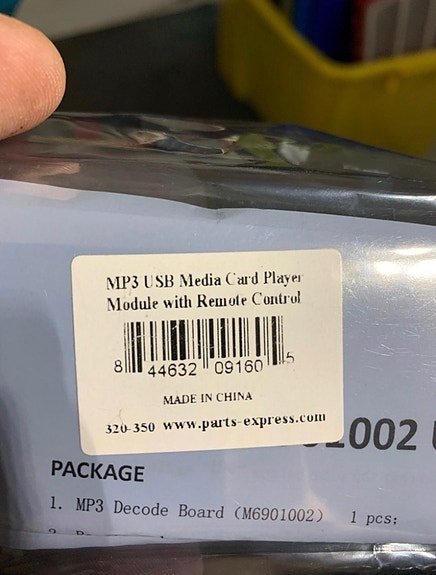 MP3 USB Media Card Player
Module with Remote Control
8 44632 09160 5
MADE IN CHINA
320-350 www.parts-express.com
1002
PACKAGE
1. MP3 Decode Board (M6901002) 1 pcs;